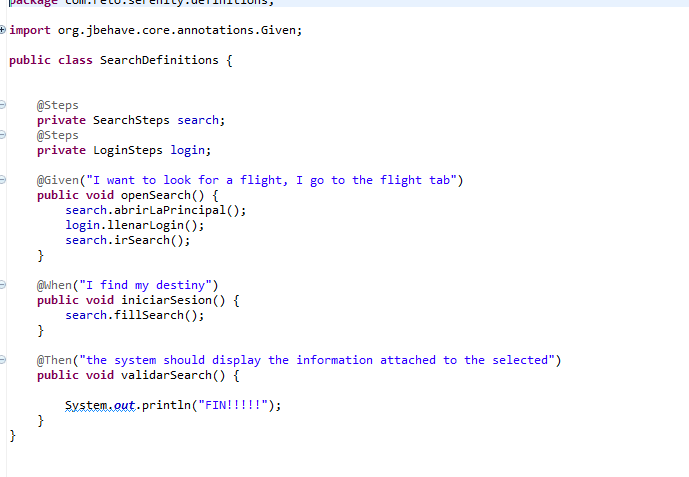 package com.reto.serenity.definitions;
import org.jbehave.core.annotations.Given;
public class SearchDefinitions {
@Steps
private SearchSteps search;
@Steps
private LoginSteps login;
@Given("I want to look for a flight, I go to the flight tab")
public void openSearch() {
search.abrirLaPrincipal();
login.llenarLogin();
search.irSearch();
}
@When("I find my destiny")
public void iniciarSesion() {
search.fillSearch();
}
@Then("the system should display the information attached to the selected")
public void validarSearch() {
System.out.println("FIN!!!!!");
}
}